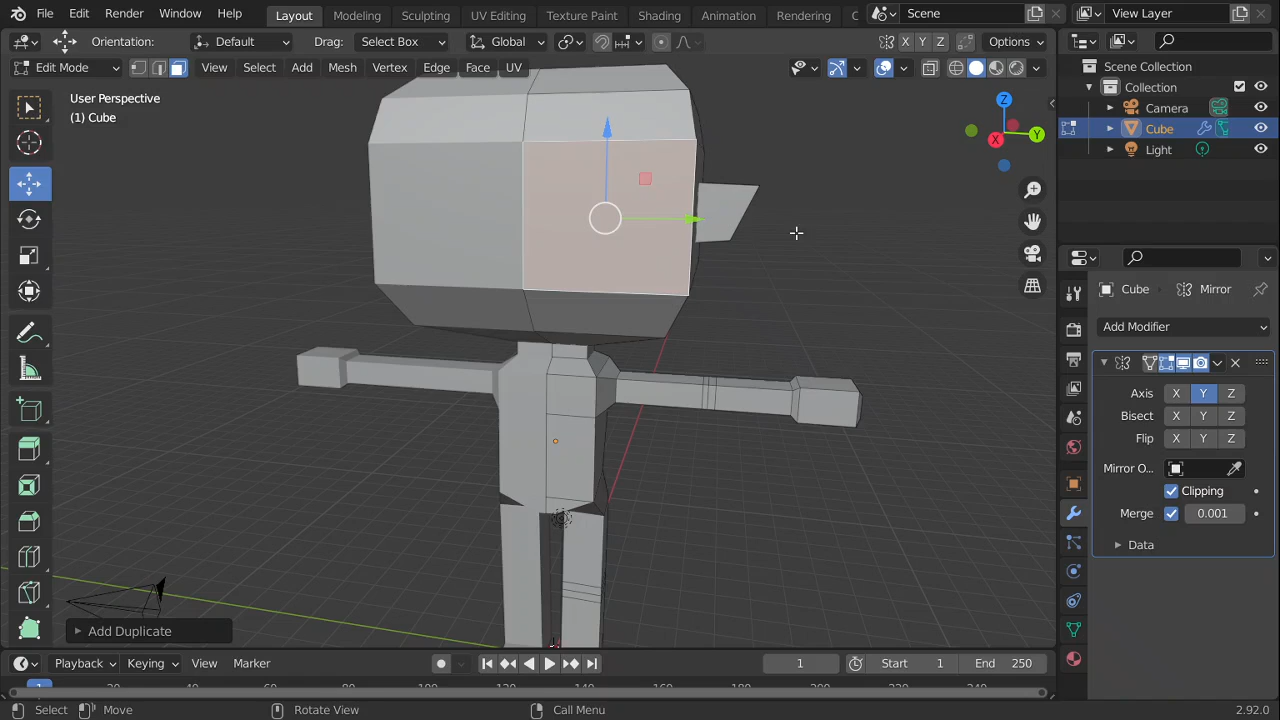 File Edit Render Window Help Layout Modeling Sculpting UV Editing Texture Paint Shading Animation Rendering C Scene View Layer
Orientation: Default Drag: Select Box Global X Y Z Options
Edit Mode View Select Add Mesh Vertex Edge Face UV
User Perspective
(1) Cube
Z
Y
X
Add Duplicate
Scene Collection
Collection
Camera
Cube
Light
Cube Mirror
Add Modifier
Axis X Y Z
Bisect X Y Z
Flip X Y Z
Mirror O...
Clipping
Merge 0.001
Data
Playback Keying View Marker 1 Start 1 End 250
1
Select Move Rotate View Call Menu 2.92.0